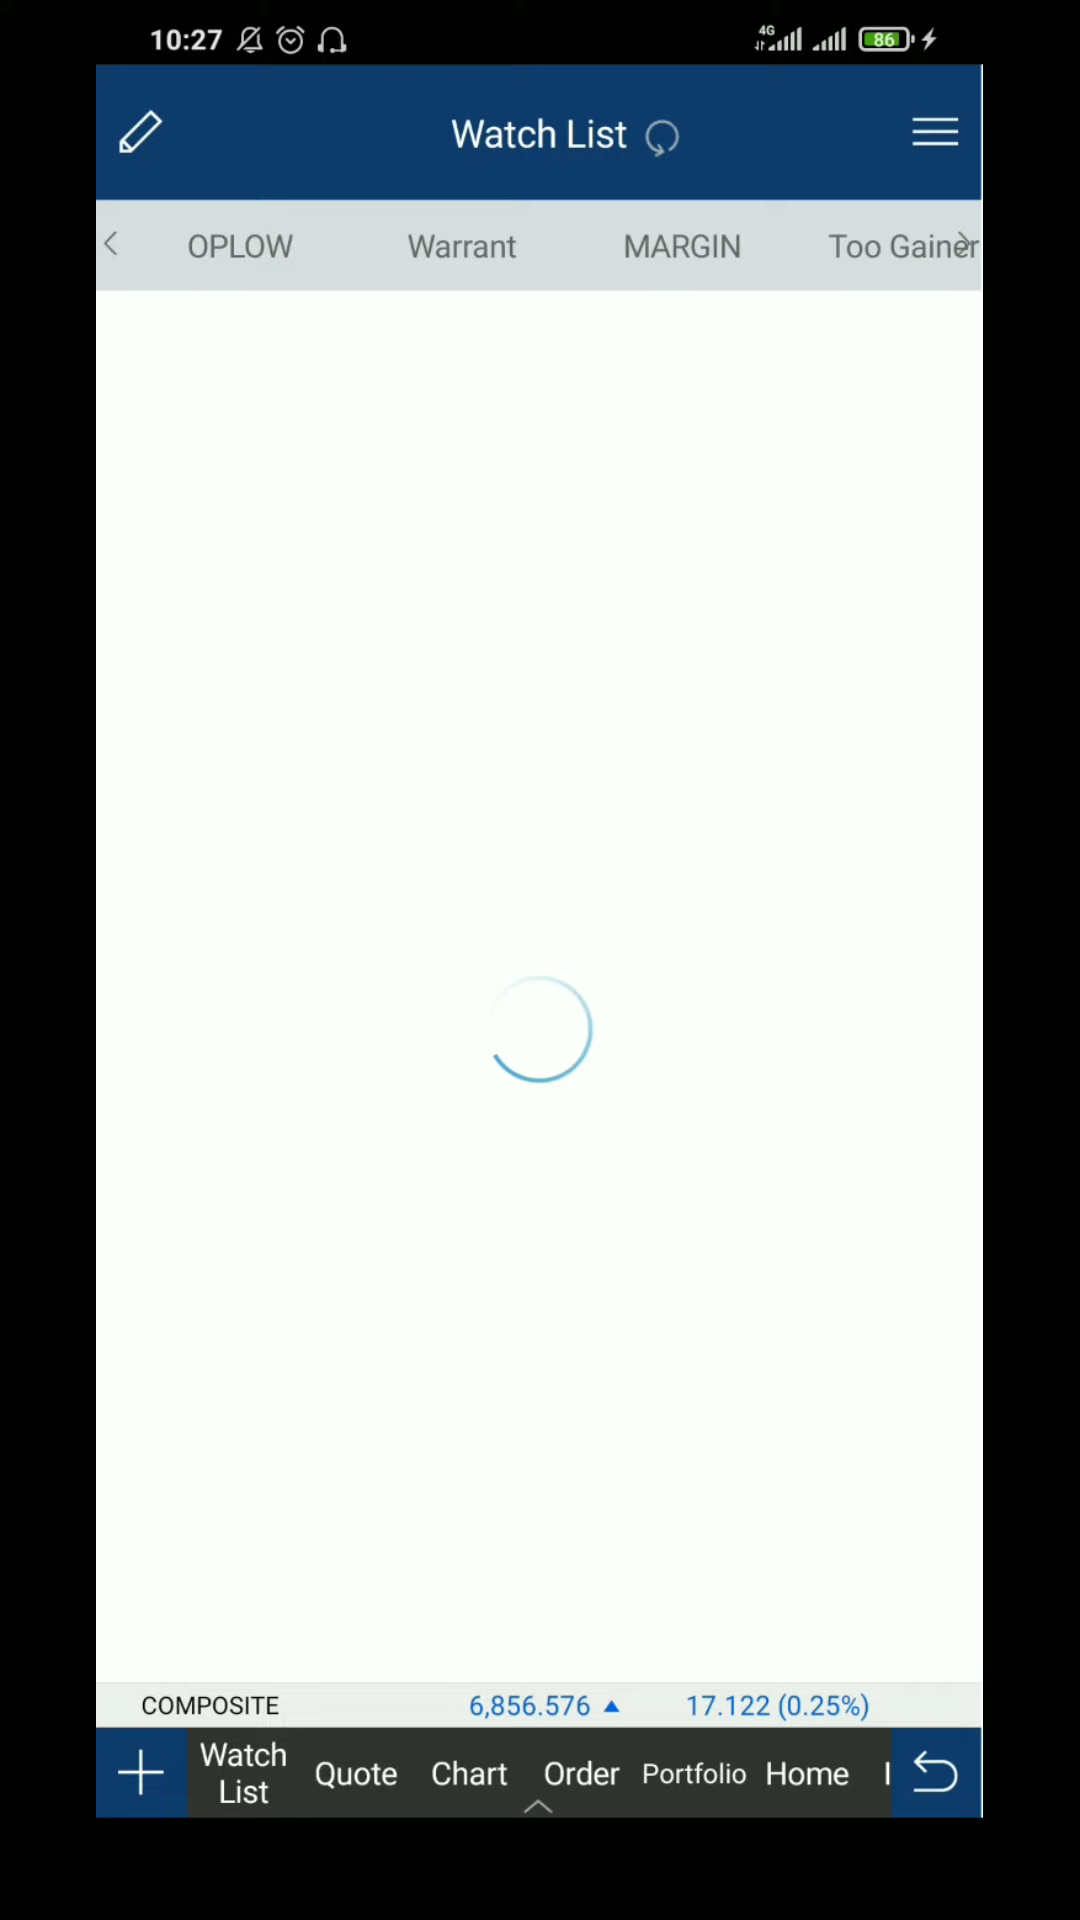 10:27 4G 86
Watch List
OPLOW Warrant MARGIN Too Gainer
COMPOSITE 6,856.576 ▲ 17.122 (0.25%)
Watch List Quote Chart Order Portfolio Home